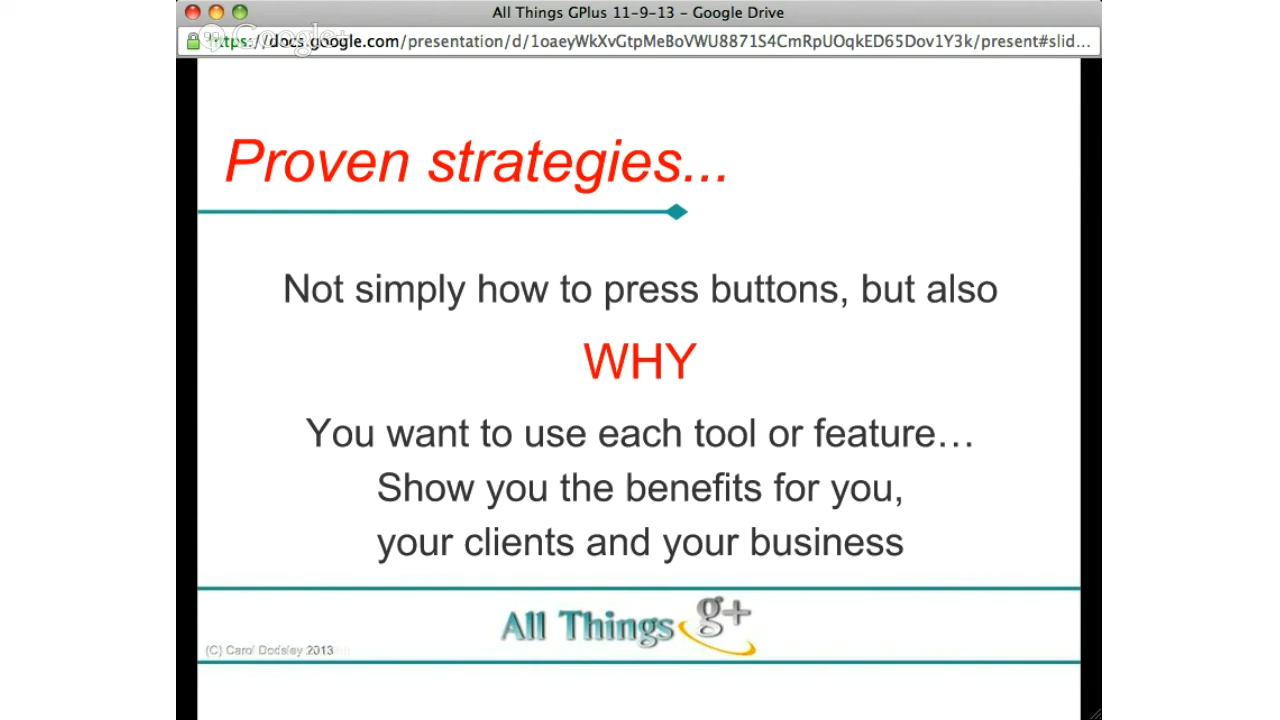 All Things GPlus 11-9-13 – Google Drive
https://docs.google.com/presentation/d/1oaeyWkXvGtpMeBoVWU8871S4CmRpUOqkED65Dov1Y3k/present#slid...
Google+
Proven strategies...
Not simply how to press buttons, but also
WHY
You want to use each tool or feature…
Show you the benefits for you,
your clients and your business
All Things g+
(C) Carol Dodsley 2013